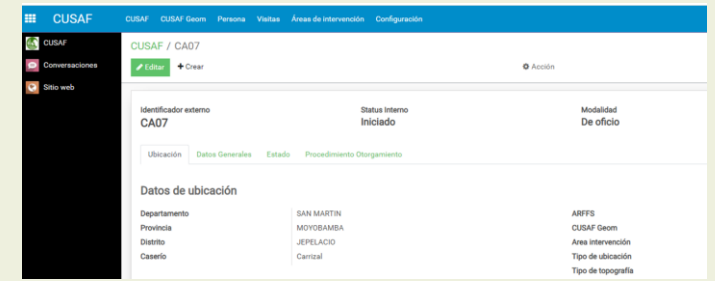 CUSAF CUSAF CUSAF Geom Persona Visitas Áreas de intervención Configuración
CUSAF
Conversaciones
Sitio web
CUSAF / CA07
Editar + Crear Acción
Identificador externo Status Interno Modalidad
CA07 Iniciado De oficio
Ubicación Datos Generales Estado Procedimiento Otorgamiento
Datos de ubicación
Departamento SAN MARTIN ARFFS
Provincia MOYOBAMBA CUSAF Geom
Distrito JEPELACIO Area intervención
Caserío Carrizal Tipo de ubicación
Tipo de topografía